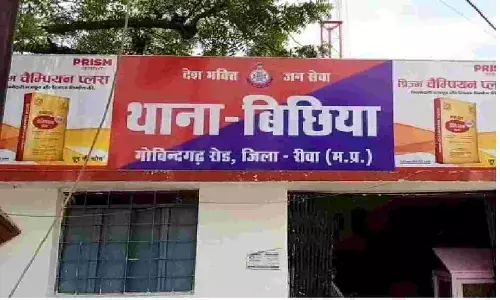 PRISM
चैम्पियन प्लस
देश भक्ति जन सेवा
थाना-बिछिया
गोबिन्दगढ़ रोड, जिला - रीवा (म.प्र.)
PRISM
प्रिज़्म चैम्पियन प्लस